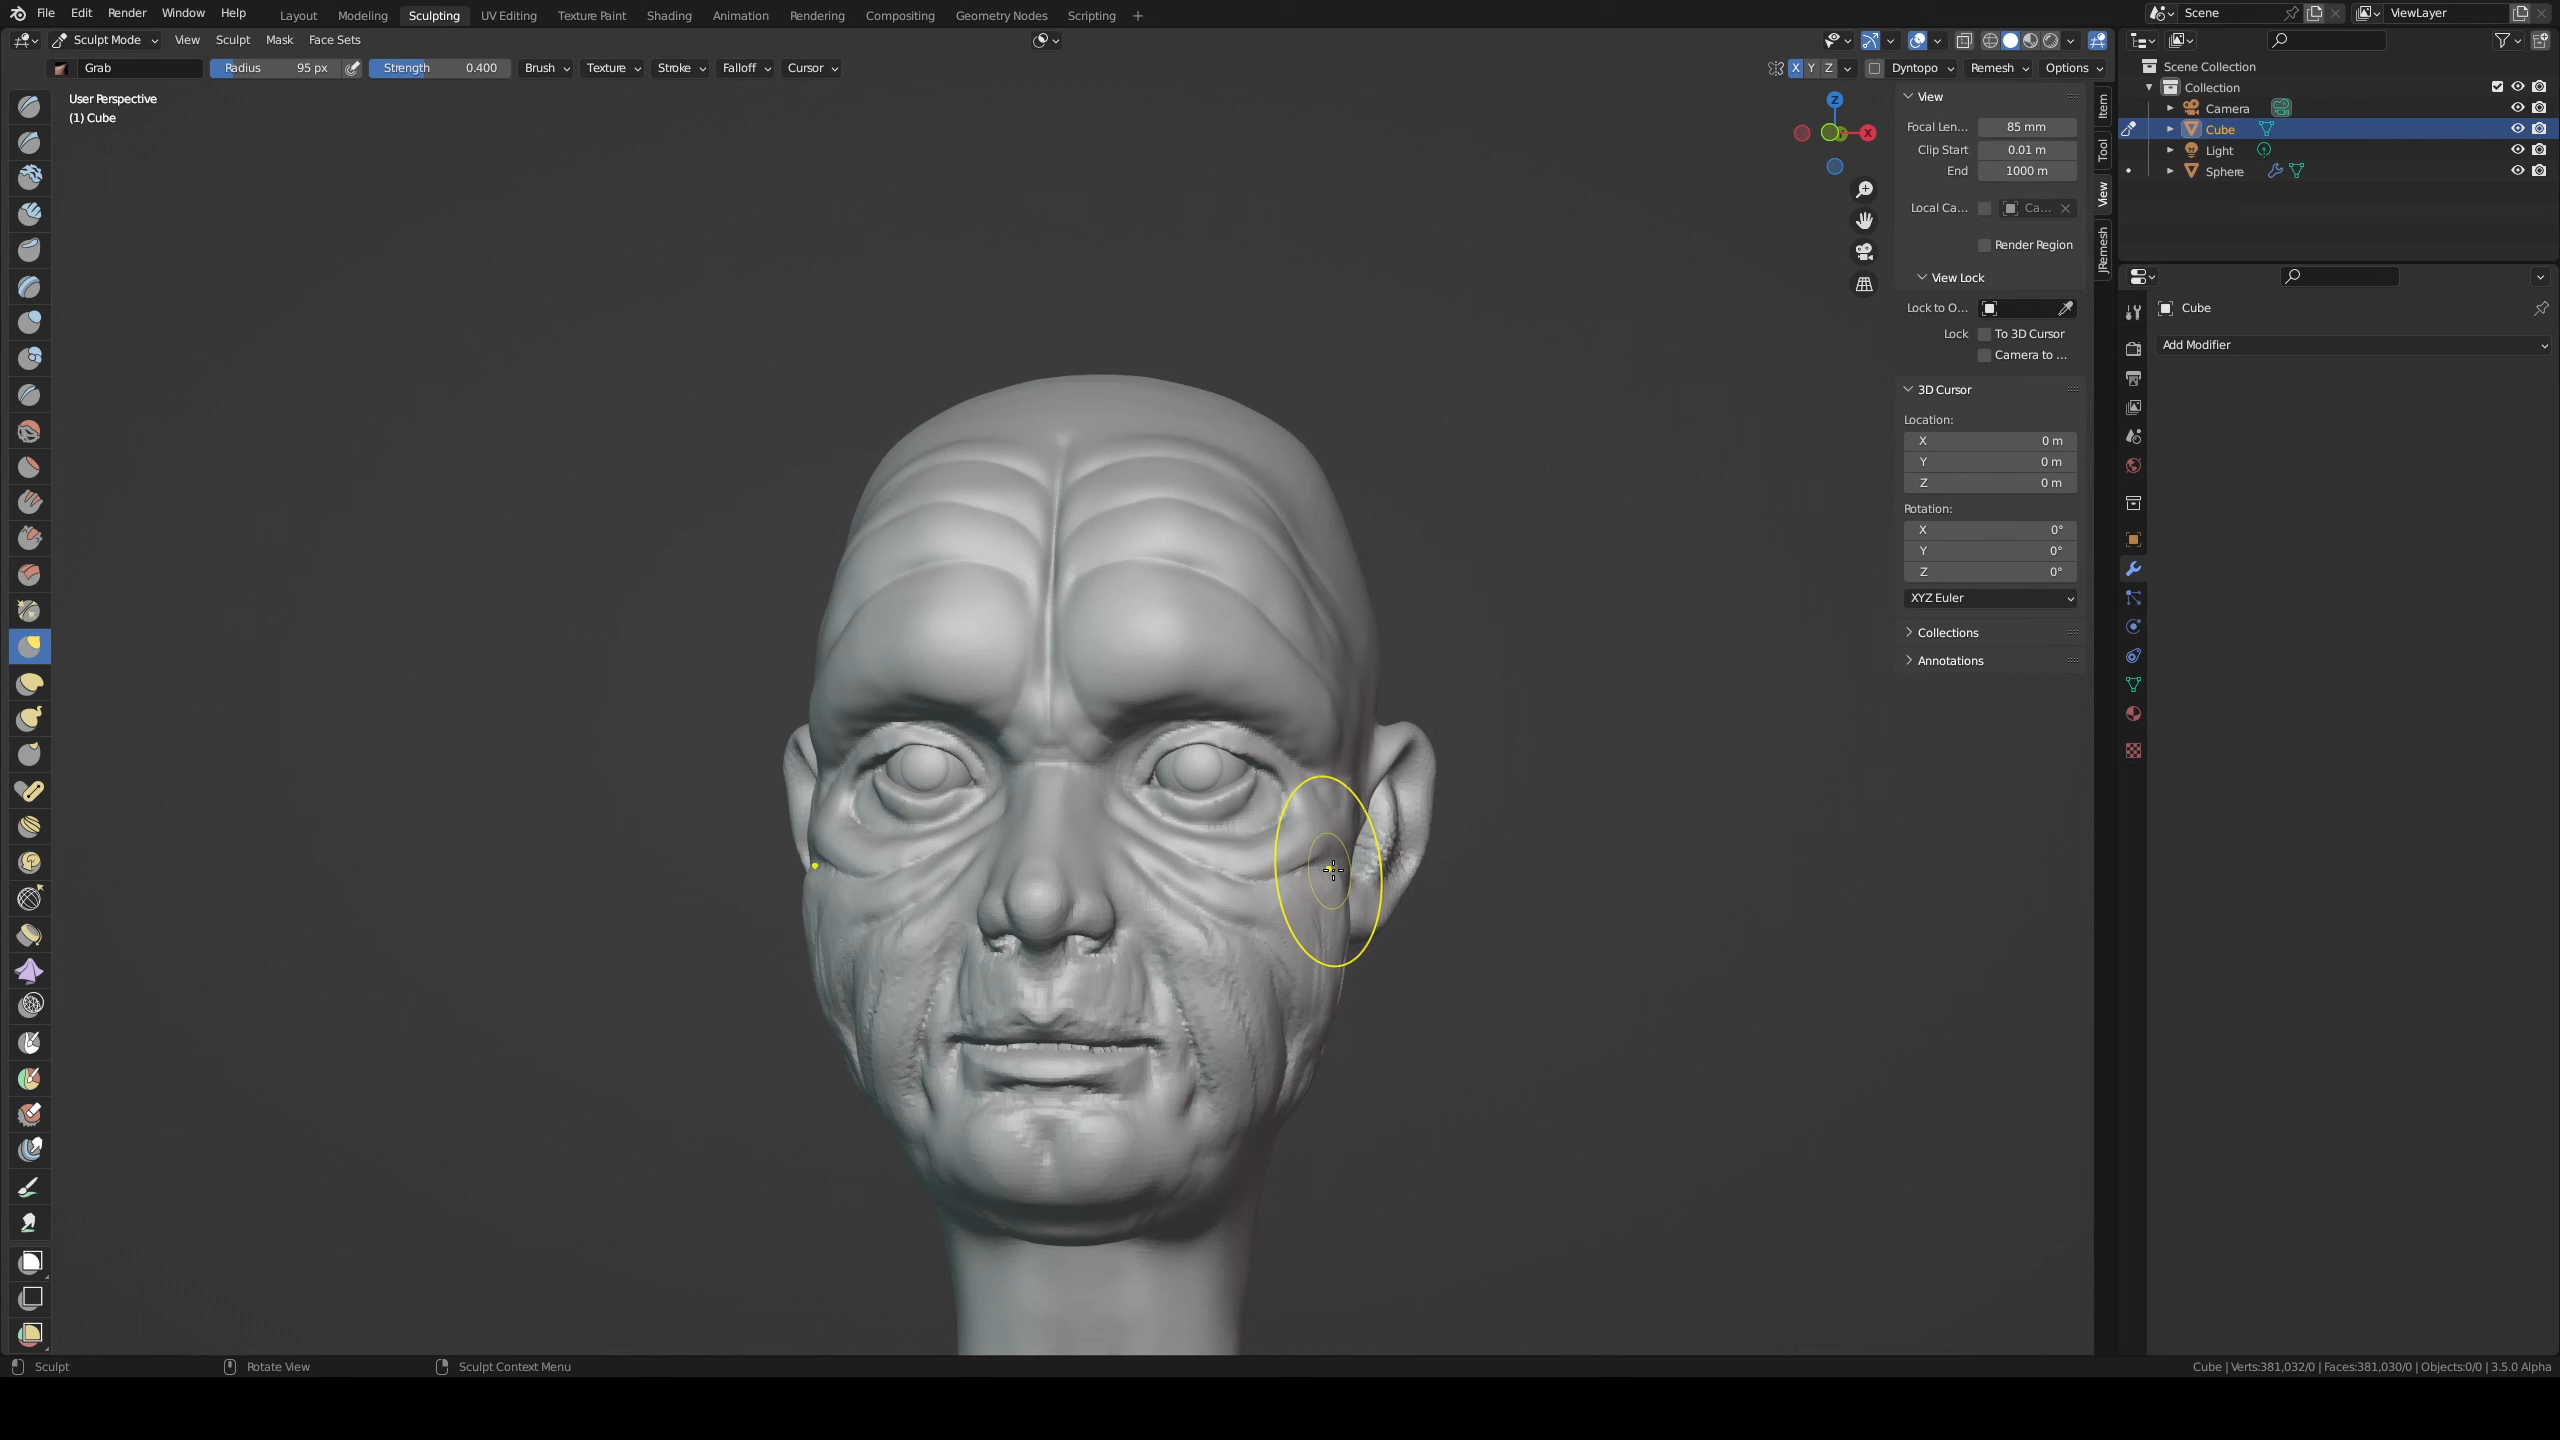 File Edit Render Window Help Layout Modeling Sculpting UV Editing Texture Paint Shading Animation Rendering Compositing Geometry Nodes Scripting + Scene ViewLayer
Sculpt Mode View Sculpt Mask Face Sets
Grab Radius 95 px Strength 0.400 Brush Texture Stroke Falloff Cursor X Y Z Dyntopo Remesh Options
User Perspective
(1) Cube
Z
X
View
Focal Len... 85 mm
Clip Start 0.01 m
End 1000 m
Local Ca... Ca...
Render Region
View Lock
Lock to O...
Lock To 3D Cursor
Camera to ...
3D Cursor
Location:
X 0 m
Y 0 m
Z 0 m
Rotation:
X 0°
Y 0°
Z 0°
XYZ Euler
Collections
Annotations
Item
Tool
View
JRemesh
Scene Collection
Collection
Camera
Cube
Light
Sphere
Cube
Add Modifier
Sculpt Rotate View Sculpt Context Menu Cube | Verts:381,032/0 | Faces:381,030/0 | Objects:0/0 | 3.5.0 Alpha